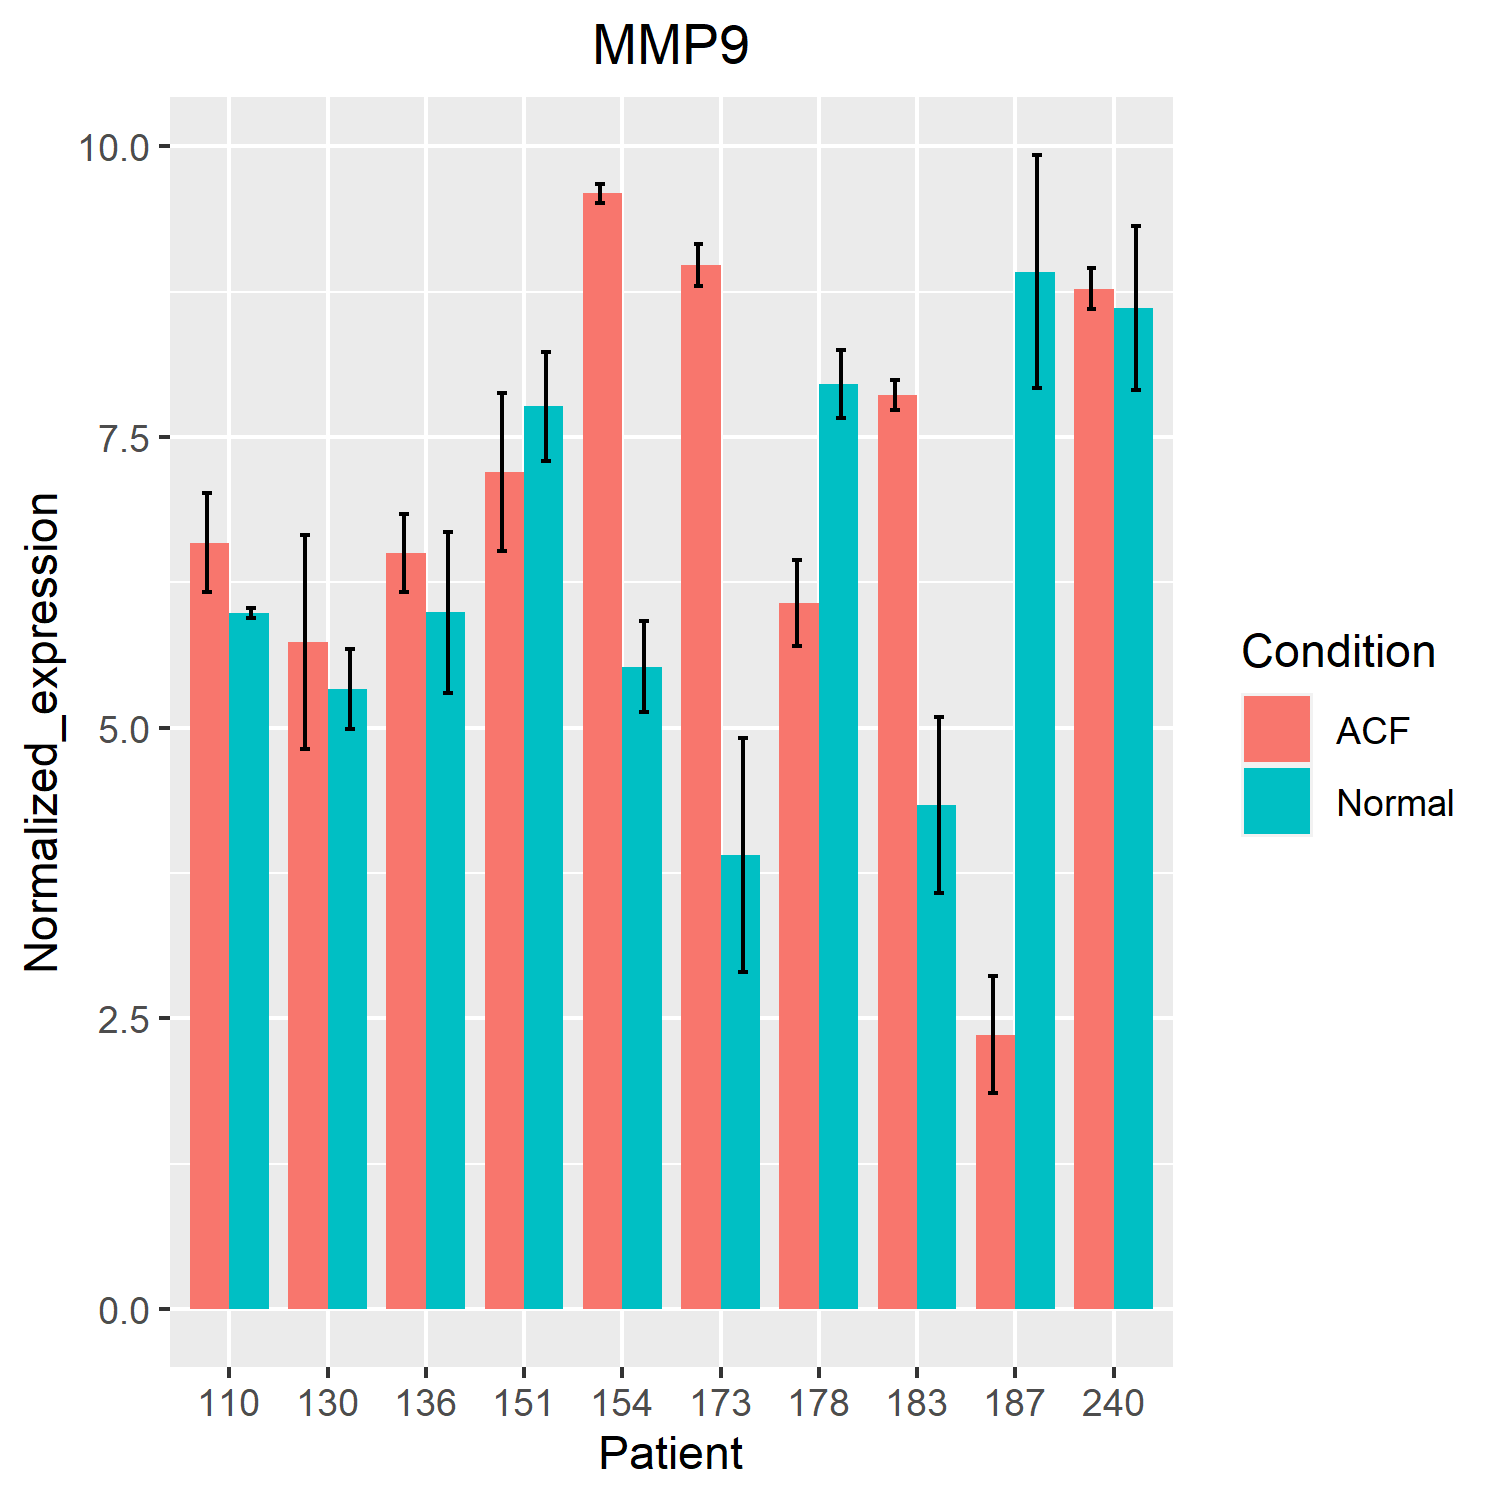 MMP9
10.0
7.5
5.0
2.5
0.0
Normalized_expression
110 130 136 151 154 173 178 183 187 240
Patient
Condition
ACF
Normal